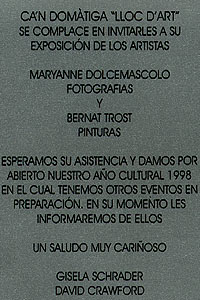 CA'N DOMÀTIGA "LLOC D'ART"
SE COMPLACE EN INVITARLES A SU
EXPOSICIÓN DE LOS ARTISTAS
MARYANNE DOLCEMASCOLO
FOTOGRAFIAS
Y
BERNAT TROST
PINTURAS
ESPERAMOS SU ASISTENCIA Y DAMOS POR
ABIERTO NUESTRO AÑO CULTURAL 1998
EN EL CUAL TENEMOS OTROS EVENTOS EN
PREPARACIÓN. EN SU MOMENTO LES
INFORMAREMOS DE ELLOS
UN SALUDO MUY CARIÑOSO
GISELA SCHRADER
DAVID CRAWFORD